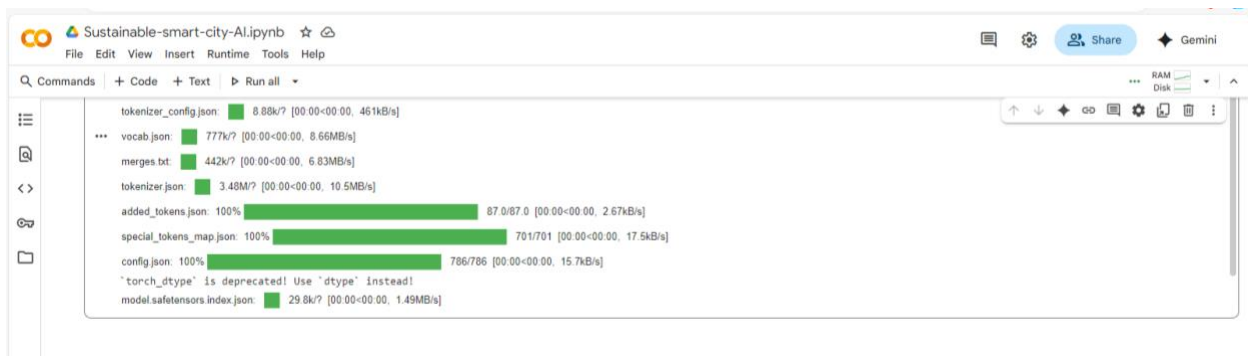 Sustainable-smart-city-AI.ipynb
File Edit View Insert Runtime Tools Help
Share
Gemini
Commands + Code + Text Run all
RAM
Disk
tokenizer_config.json: 8.88k/? [00:00<00:00, 461kB/s]
vocab.json: 777k/? [00:00<00:00, 8.66MB/s]
merges.txt: 442k/? [00:00<00:00, 6.83MB/s]
tokenizer.json: 3.48M/? [00:00<00:00, 10.5MB/s]
added_tokens.json: 100% 87.0/87.0 [00:00<00:00, 2.67kB/s]
special_tokens_map.json: 100% 701/701 [00:00<00:00, 17.5kB/s]
config.json: 100% 786/786 [00:00<00:00, 15.7kB/s]
`torch_dtype` is deprecated! Use `dtype` instead!
model.safetensors.index.json: 29.8k/? [00:00<00:00, 1.49MB/s]